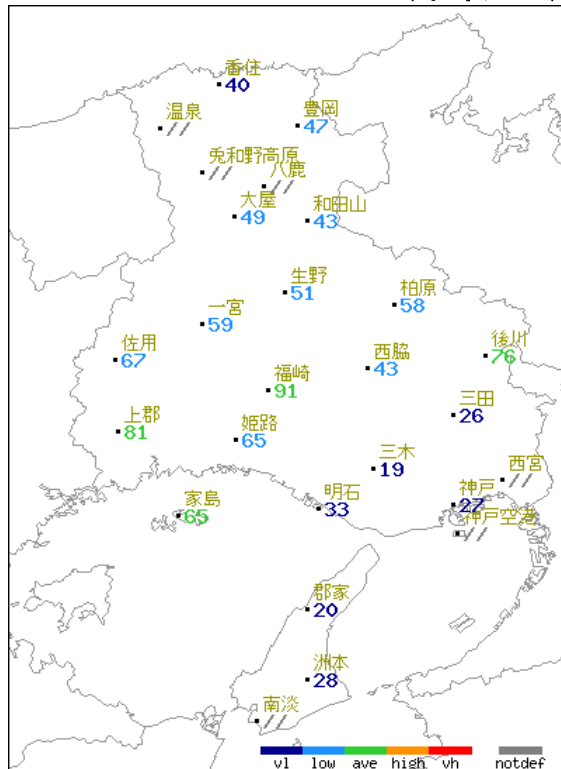 香住
40
温泉
//
豊岡
47
兎和野高原
//
八鹿
//
大屋
49
和田山
43
生野
51
柏原
58
一宮
59
佐用
67
西脇
43
後川
76
福崎
91
三田
26
上郡
81
姫路
65
三木
19
西宮
//
家島
65
明石
33
神戸
27
神戸空港
//
郡家
20
洲本
28
南淡
//
vl low ave high vh notdef